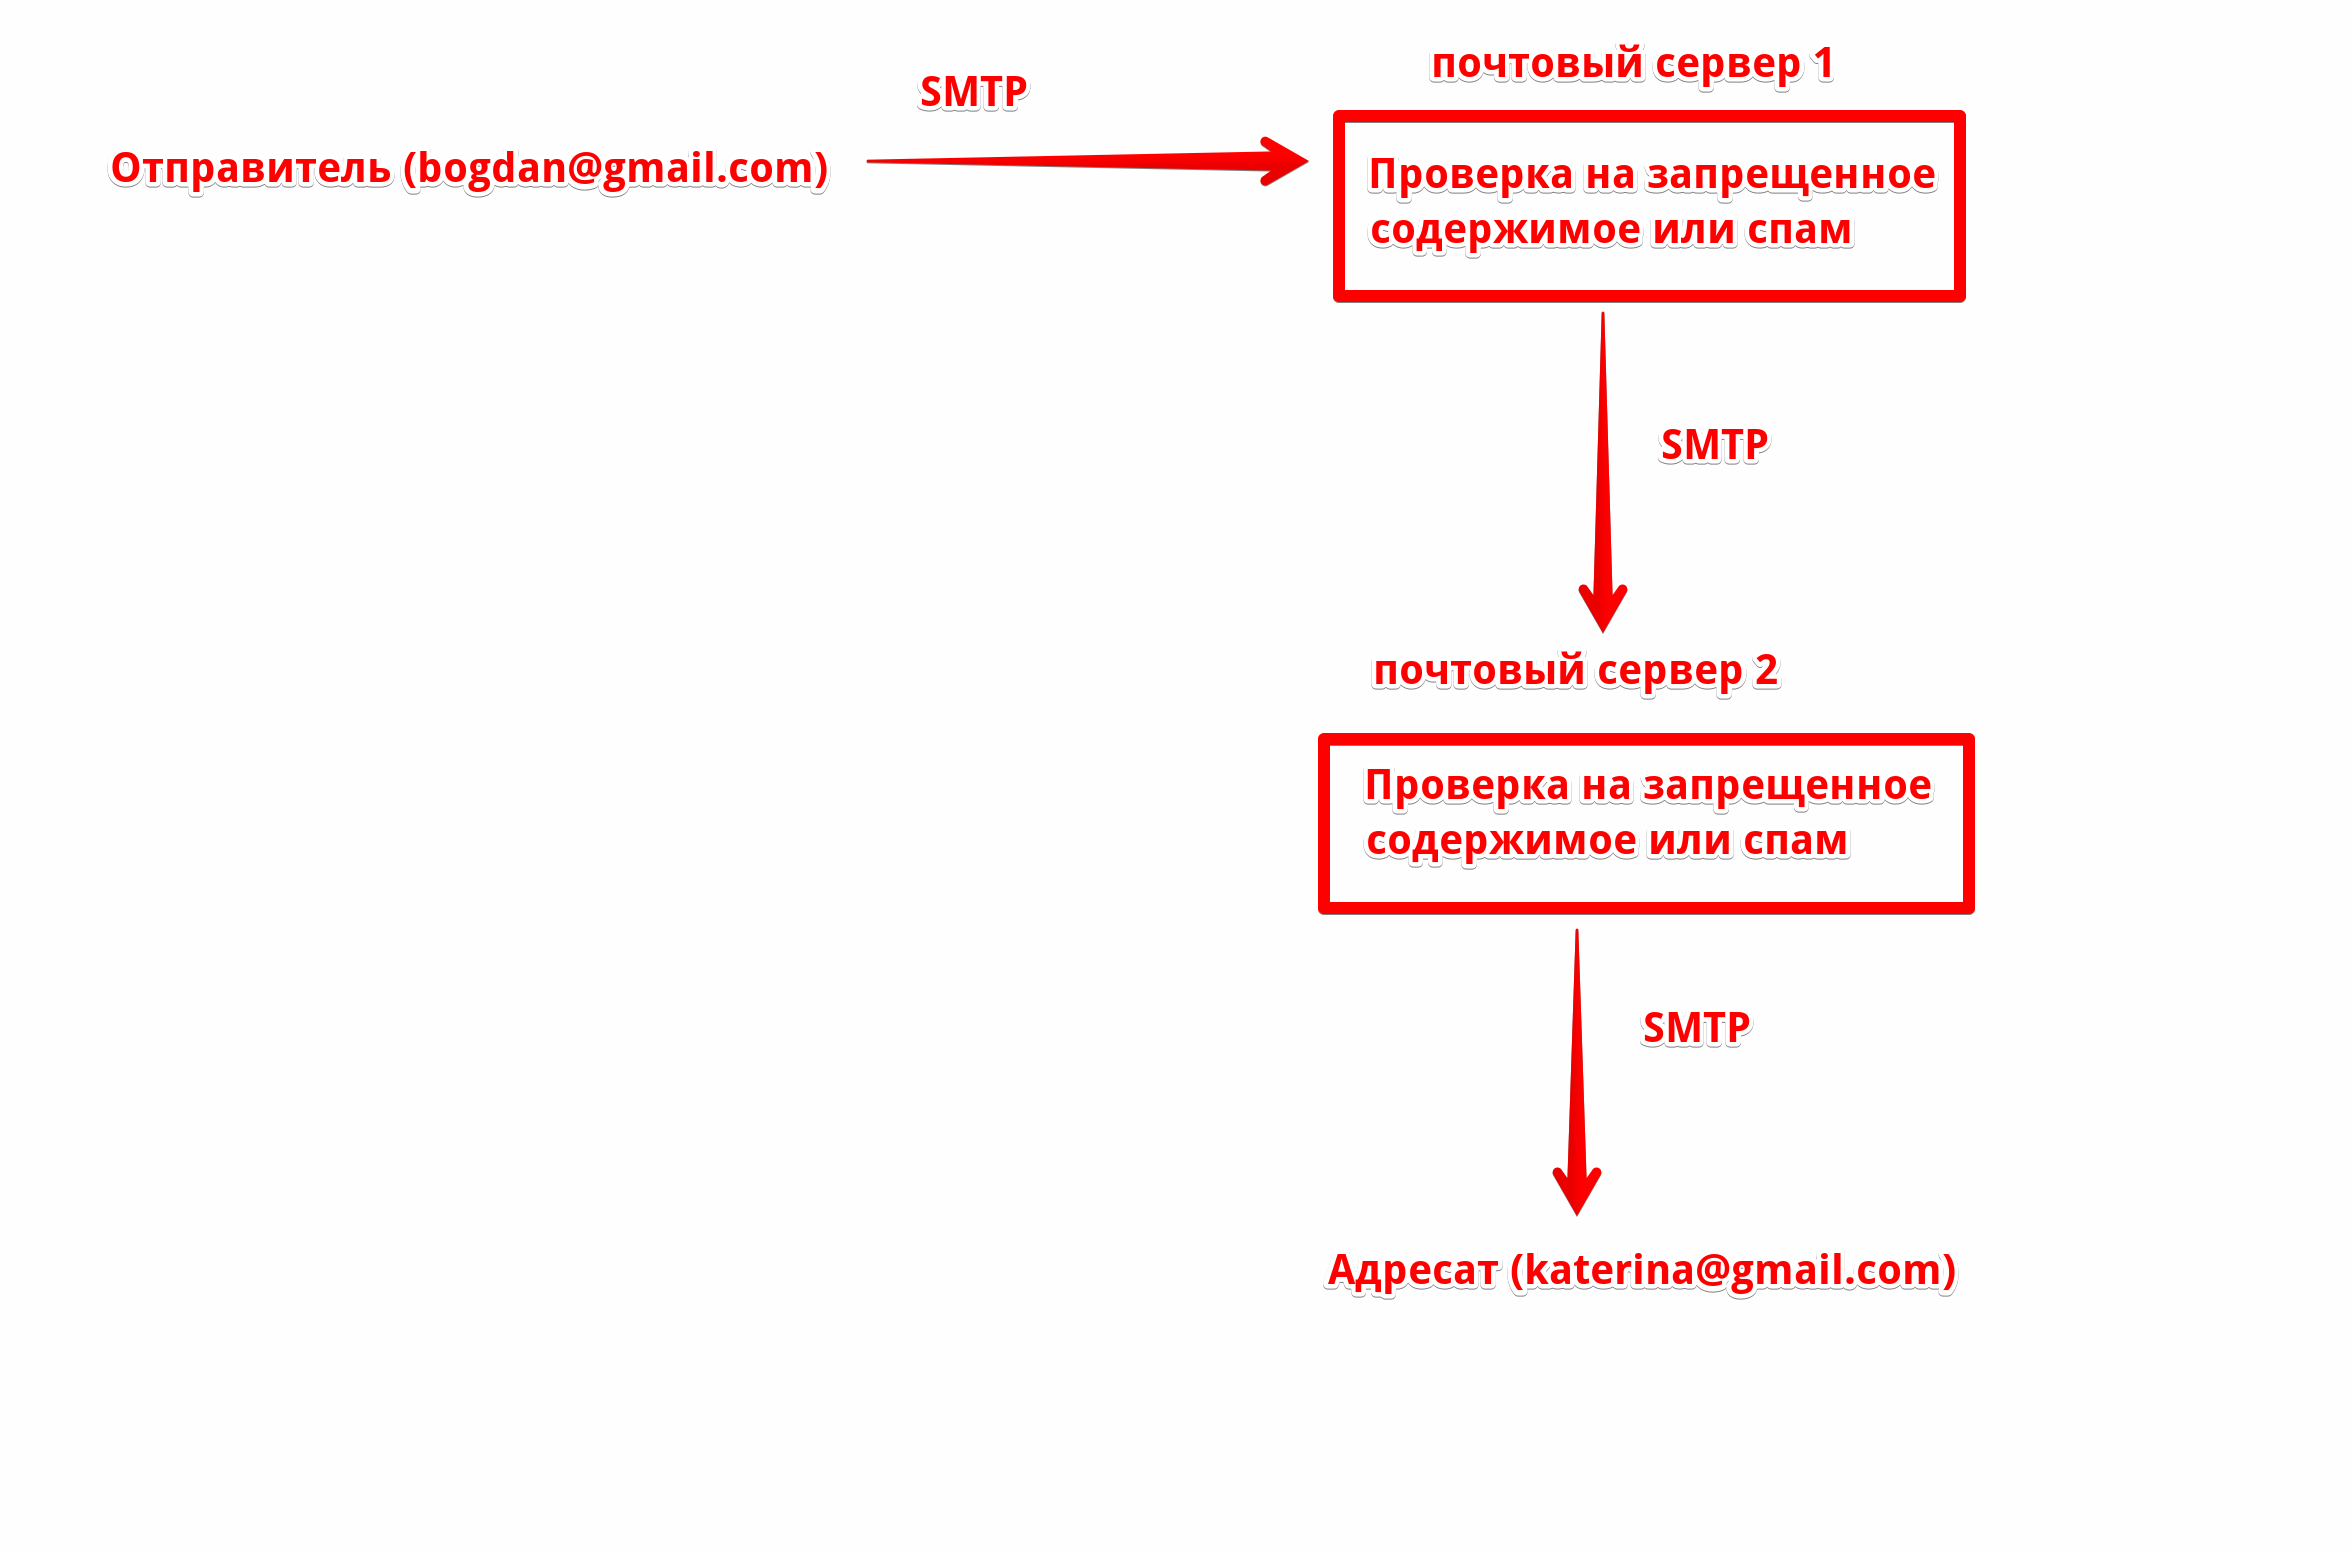 почтовый сервер 1
SMTP
Отправитель (bogdan@gmail.com)
Проверка на запрещенное
содержимое или спам
SMTP
почтовый сервер 2
Проверка на запрещенное
содержимое или спам
SMTP
Адресат (katerina@gmail.com)